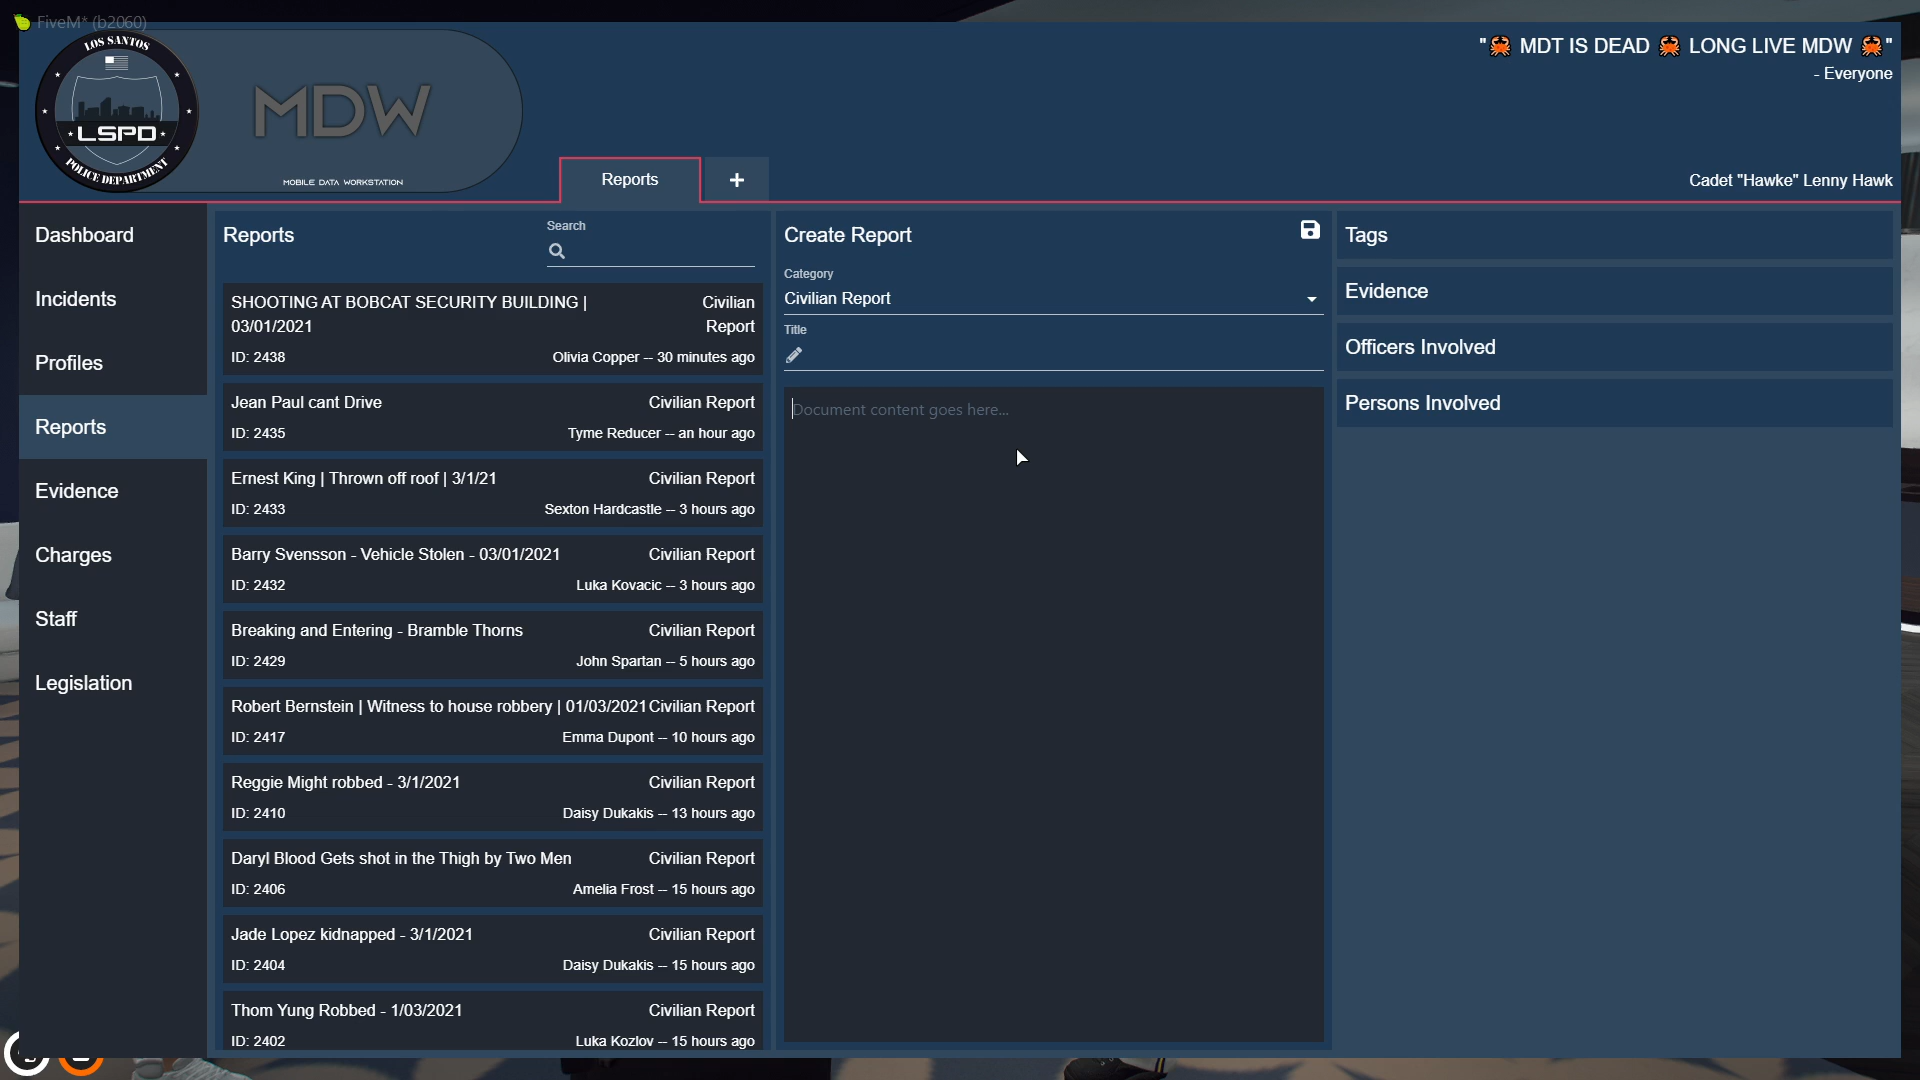 FiveM* (b2060)
LOS SANTOS
LSPD
POLICE DEPARTMENT
MDW
MOBILE DATA WORKSTATION
"🦀 MDT IS DEAD 🦀 LONG LIVE MDW 🦀"
- Everyone
Reports
+
Cadet "Hawke" Lenny Hawk
Dashboard
Incidents
Profiles
Reports
Evidence
Charges
Staff
Legislation
Reports
Search
SHOOTING AT BOBCAT SECURITY BUILDING |
03/01/2021
Civilian
Report
ID: 2438
Olivia Copper -- 30 minutes ago
Jean Paul cant Drive
Civilian Report
ID: 2435
Tyme Reducer -- an hour ago
Ernest King | Thrown off roof | 3/1/21
Civilian Report
ID: 2433
Sexton Hardcastle -- 3 hours ago
Barry Svensson - Vehicle Stolen - 03/01/2021
Civilian Report
ID: 2432
Luka Kovacic -- 3 hours ago
Breaking and Entering - Bramble Thorns
Civilian Report
ID: 2429
John Spartan -- 5 hours ago
Robert Bernstein | Witness to house robbery | 01/03/2021
Civilian Report
ID: 2417
Emma Dupont -- 10 hours ago
Reggie Might robbed - 3/1/2021
Civilian Report
ID: 2410
Daisy Dukakis -- 13 hours ago
Daryl Blood Gets shot in the Thigh by Two Men
Civilian Report
ID: 2406
Amelia Frost -- 15 hours ago
Jade Lopez kidnapped - 3/1/2021
Civilian Report
ID: 2404
Daisy Dukakis -- 15 hours ago
Thom Yung Robbed - 1/03/2021
Civilian Report
ID: 2402
Luka Kozlov -- 15 hours ago
Create Report
Category
Civilian Report
Title
Document content goes here...
Tags
Evidence
Officers Involved
Persons Involved